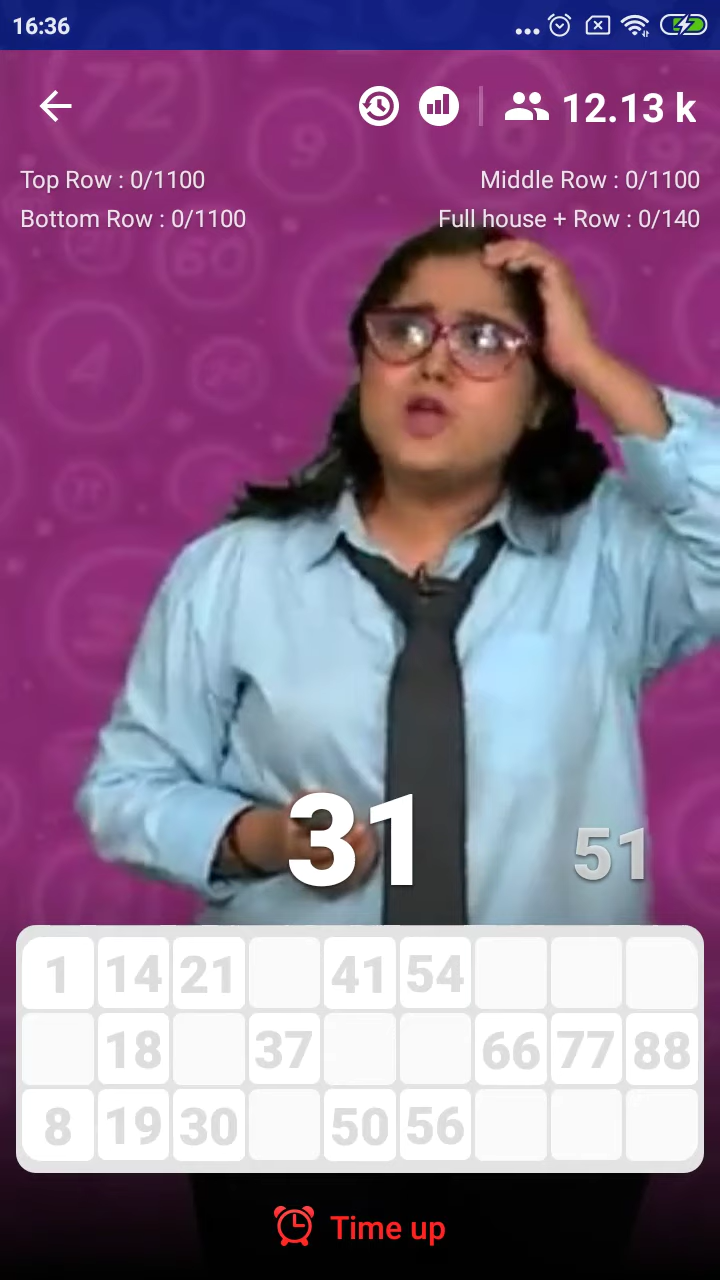 16:36
12.13 k
Top Row : 0/1100 Middle Row : 0/1100
Bottom Row : 0/1100 Full house + Row : 0/140
31 51
1 14 21 41 54
18 37 66 77 88
8 19 30 50 56
Time up